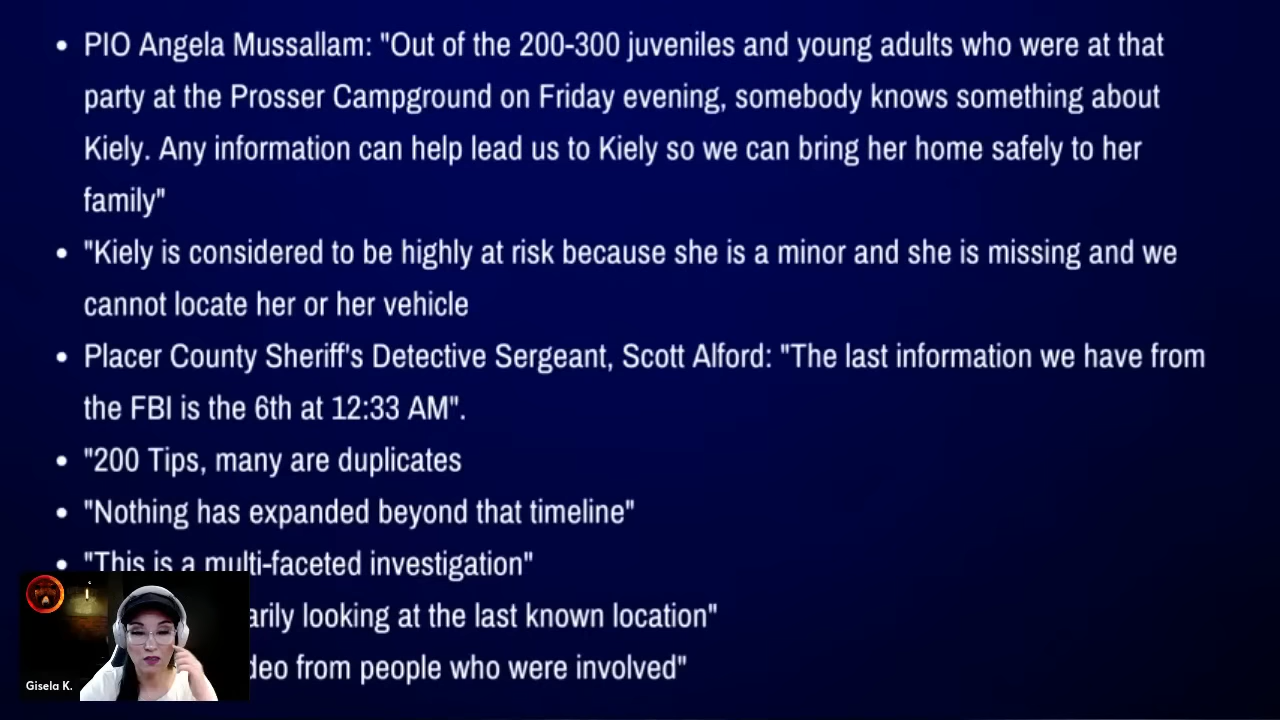 • PIO Angela Mussallam: "Out of the 200-300 juveniles and young adults who were at that
party at the Prosser Campground on Friday evening, somebody knows something about
Kiely. Any information can help lead us to Kiely so we can bring her home safely to her
family"
• "Kiely is considered to be highly at risk because she is a minor and she is missing and we
cannot locate her or her vehicle
• Placer County Sheriff's Detective Sergeant, Scott Alford: "The last information we have from
the FBI is the 6th at 12:33 AM".
• "200 Tips, many are duplicates
• "Nothing has expanded beyond that timeline"
• "This is a multi-faceted investigation"
looking at the last known location"
from people who were involved"
Gisela K.